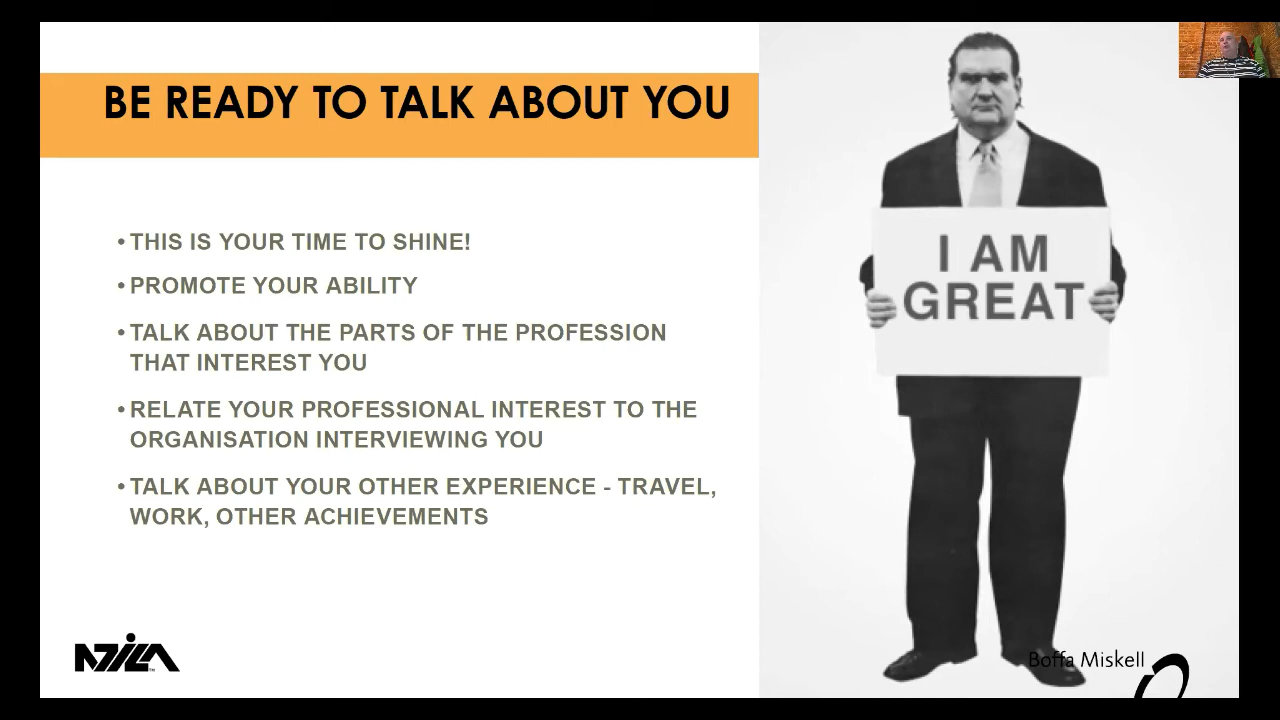 BE READY TO TALK ABOUT YOU
• THIS IS YOUR TIME TO SHINE!
• PROMOTE YOUR ABILITY
• TALK ABOUT THE PARTS OF THE PROFESSION
THAT INTEREST YOU
• RELATE YOUR PROFESSIONAL INTEREST TO THE
ORGANISATION INTERVIEWING YOU
• TALK ABOUT YOUR OTHER EXPERIENCE - TRAVEL,
WORK, OTHER ACHIEVEMENTS
I AM
GREAT
NZILA
Boffa Miskell